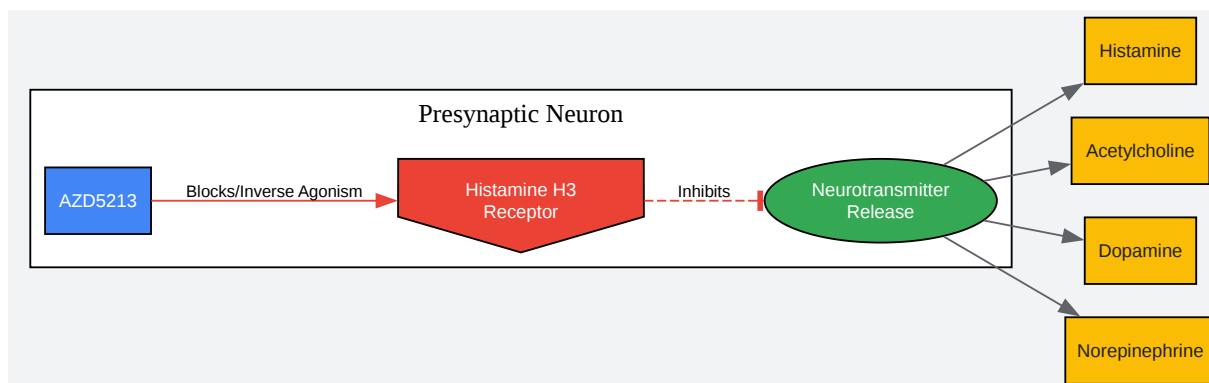 Presynaptic Neuron
AZD5213
Blocks/Inverse Agonism
Histamine H3
Receptor
Inhibits
Neurotransmitter
Release
Histamine
Acetylcholine
Dopamine
Norepinephrine